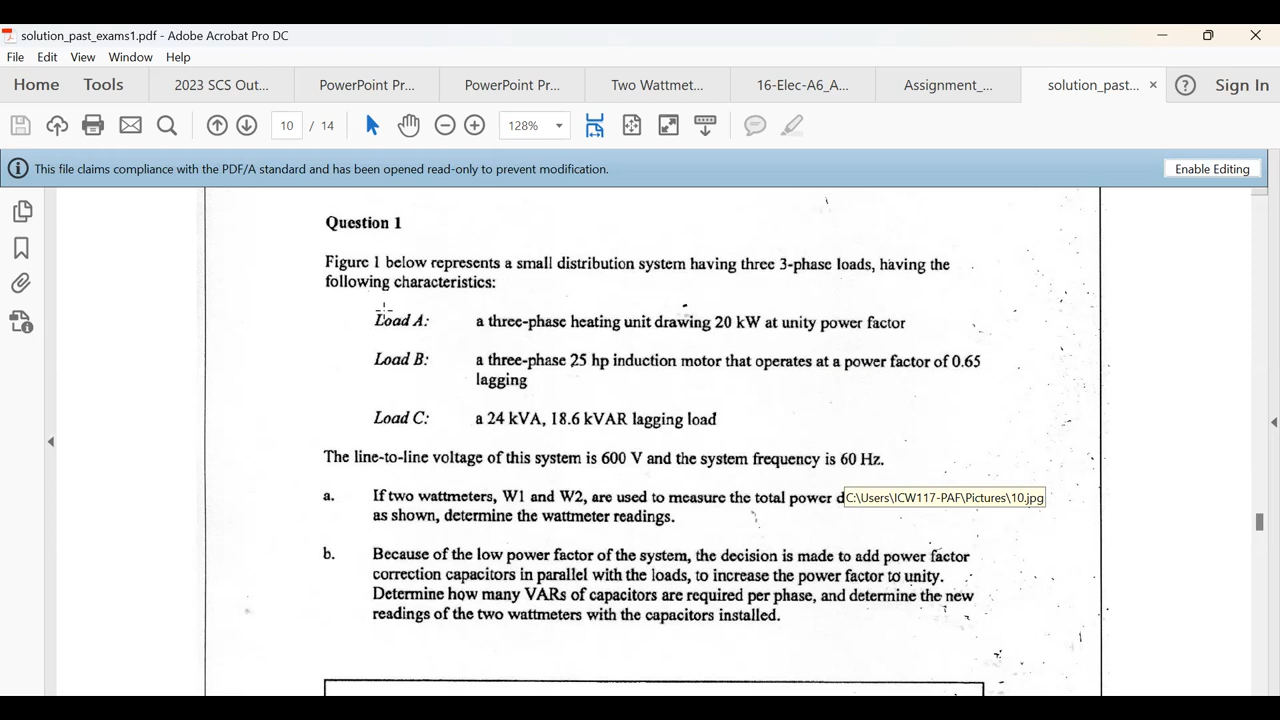 solution_past_exams1.pdf - Adobe Acrobat Pro DC
File Edit View Window Help
Home Tools 2023 SCS Out... PowerPoint Pr... PowerPoint Pr... Two Wattmet... 16-Elec-A6_A... Assignment_... solution_past... × ? Sign In
10 / 14 128%
This file claims compliance with the PDF/A standard and has been opened read-only to prevent modification. Enable Editing
Question 1
Figure 1 below represents a small distribution system having three 3-phase loads, having the
following characteristics:
Load A: a three-phase heating unit drawing 20 kW at unity power factor
Load B: a three-phase 25 hp induction motor that operates at a power factor of 0.65
lagging
Load C: a 24 kVA, 18.6 kVAR lagging load
The line-to-line voltage of this system is 600 V and the system frequency is 60 Hz.
a. If two wattmeters, W1 and W2, are used to measure the total power d
C:\Users\ICW117-PAF\Pictures\10.jpg
as shown, determine the wattmeter readings.
b. Because of the low power factor of the system, the decision is made to add power factor
correction capacitors in parallel with the loads, to increase the power factor to unity.
Determine how many VARs of capacitors are required per phase, and determine the new
readings of the two wattmeters with the capacitors installed.